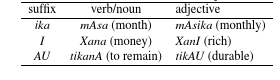 suffix verb/noun adjective
ika mAsa (month) mAsika (monthly)
I Xana (money) XanI (rich)
AU tikanA (to remain) tikAU (durable)